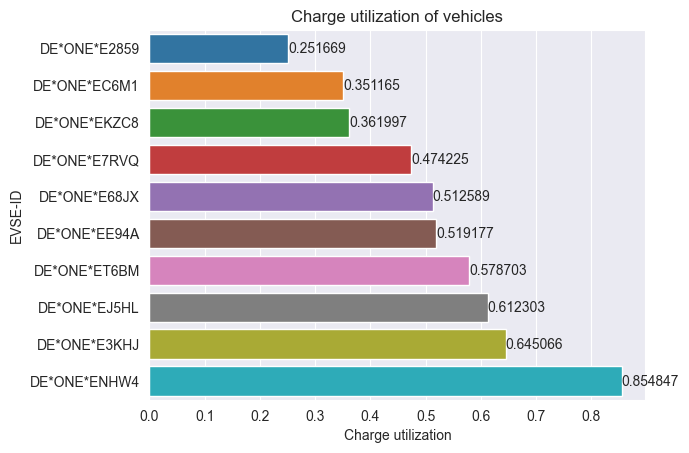 Charge utilization of vehicles
EVSE-ID
DE*ONE*E2859 0.251669
DE*ONE*EC6M1 0.351165
DE*ONE*EKZC8 0.361997
DE*ONE*E7RVQ 0.474225
DE*ONE*E68JX 0.512589
DE*ONE*EE94A 0.519177
DE*ONE*ET6BM 0.578703
DE*ONE*EJ5HL 0.612303
DE*ONE*E3KHJ 0.645066
DE*ONE*ENHW4 0.854847
0.0 0.1 0.2 0.3 0.4 0.5 0.6 0.7 0.8
Charge utilization